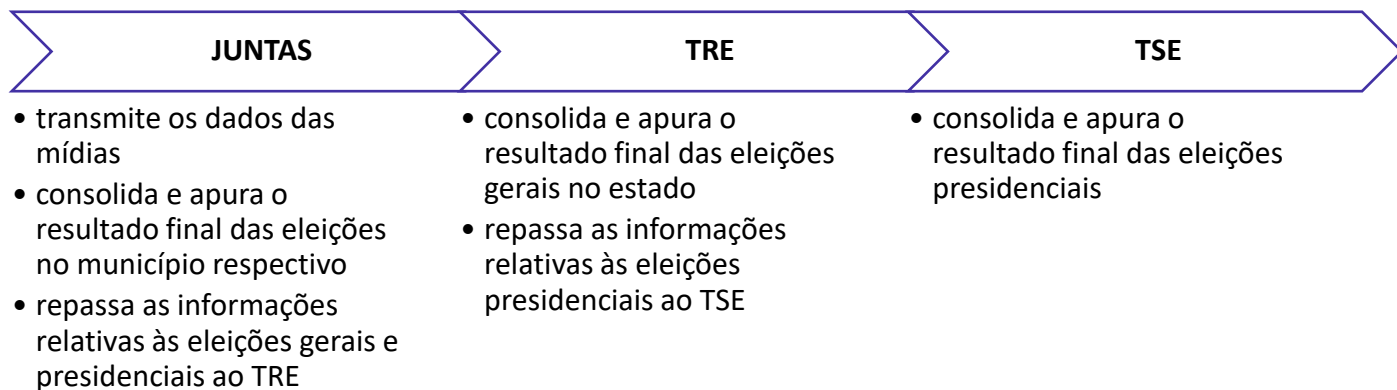 JUNTAS
• transmite os dados das
mídias
• consolida e apura o
resultado final das eleições
no município respectivo
• repassa as informações
relativas às eleições gerais e
presidenciais ao TRE
TRE
• consolida e apura o
resultado final das eleições
gerais no estado
• repassa as informações
relativas às eleições
presidenciais ao TSE
TSE
• consolida e apura o
resultado final das eleições
presidenciais